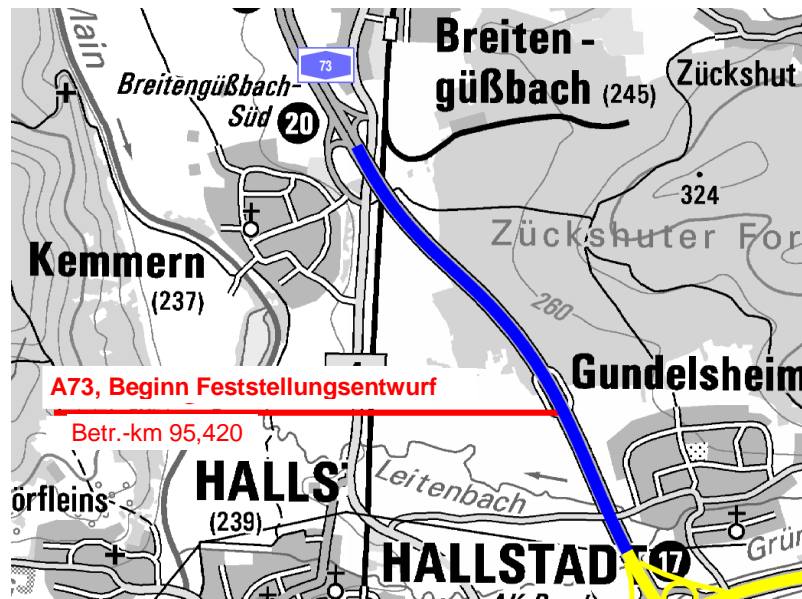 Main
73
Breiten-
güßbach (245)
Zückshut
Breitengüßbach-
Süd 20
324
Zückshuter For
Kemmern
(237)
260
A73, Beginn Feststellungsentwurf
Gundelsheim
Betr.-km 95,420
HALLS
Leitenbach
örfleins
(239)
HALLSTADT 17
Grün